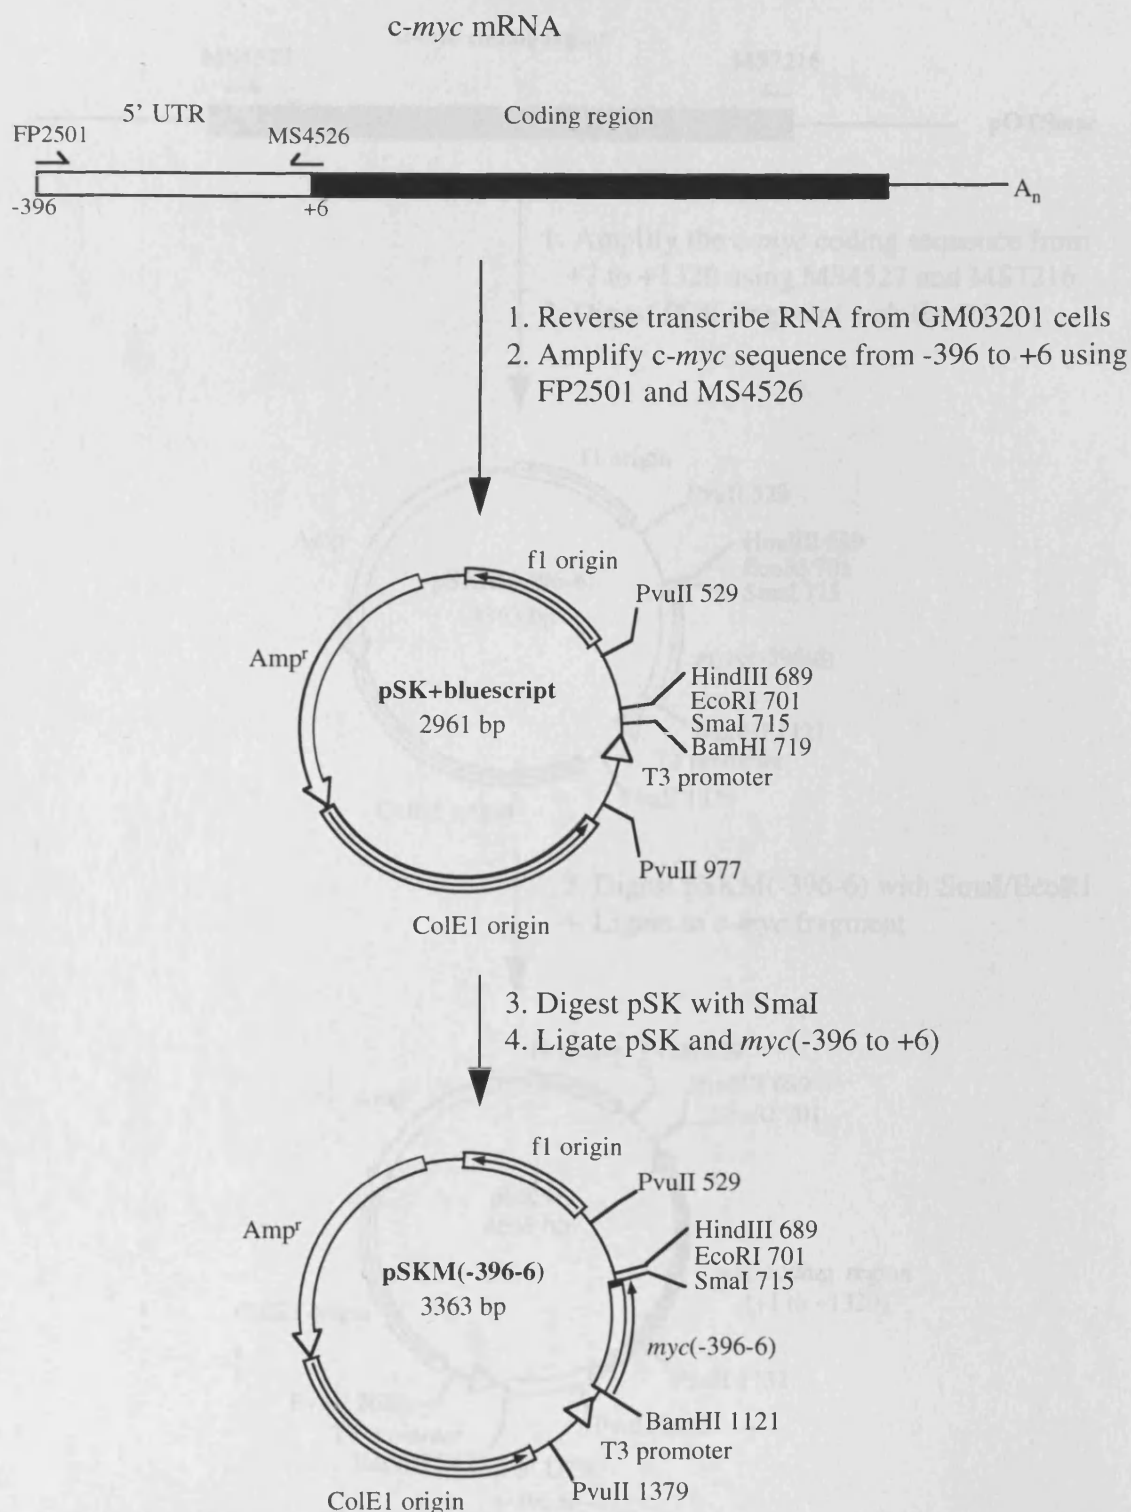 c-myc mRNA
5' UTR
Coding region
FP2501
MS4526
-396
+6
An
1. Reverse transcribe RNA from GM03201 cells
2. Amplify c-myc sequence from -396 to +6 using
FP2501 and MS4526
f1 origin
PvuII 529
Ampr
HindIII 689
EcoRI 701
SmaI 715
BamHI 719
pSK+bluescript
2961 bp
T3 promoter
PvuII 977
ColE1 origin
3. Digest pSK with SmaI
4. Ligate pSK and myc(-396 to +6)
f1 origin
PvuII 529
Ampr
HindIII 689
EcoRI 701
SmaI 715
pSKM(-396-6)
3363 bp
myc(-396-6)
BamHI 1121
T3 promoter
PvuII 1379
ColE1 origin